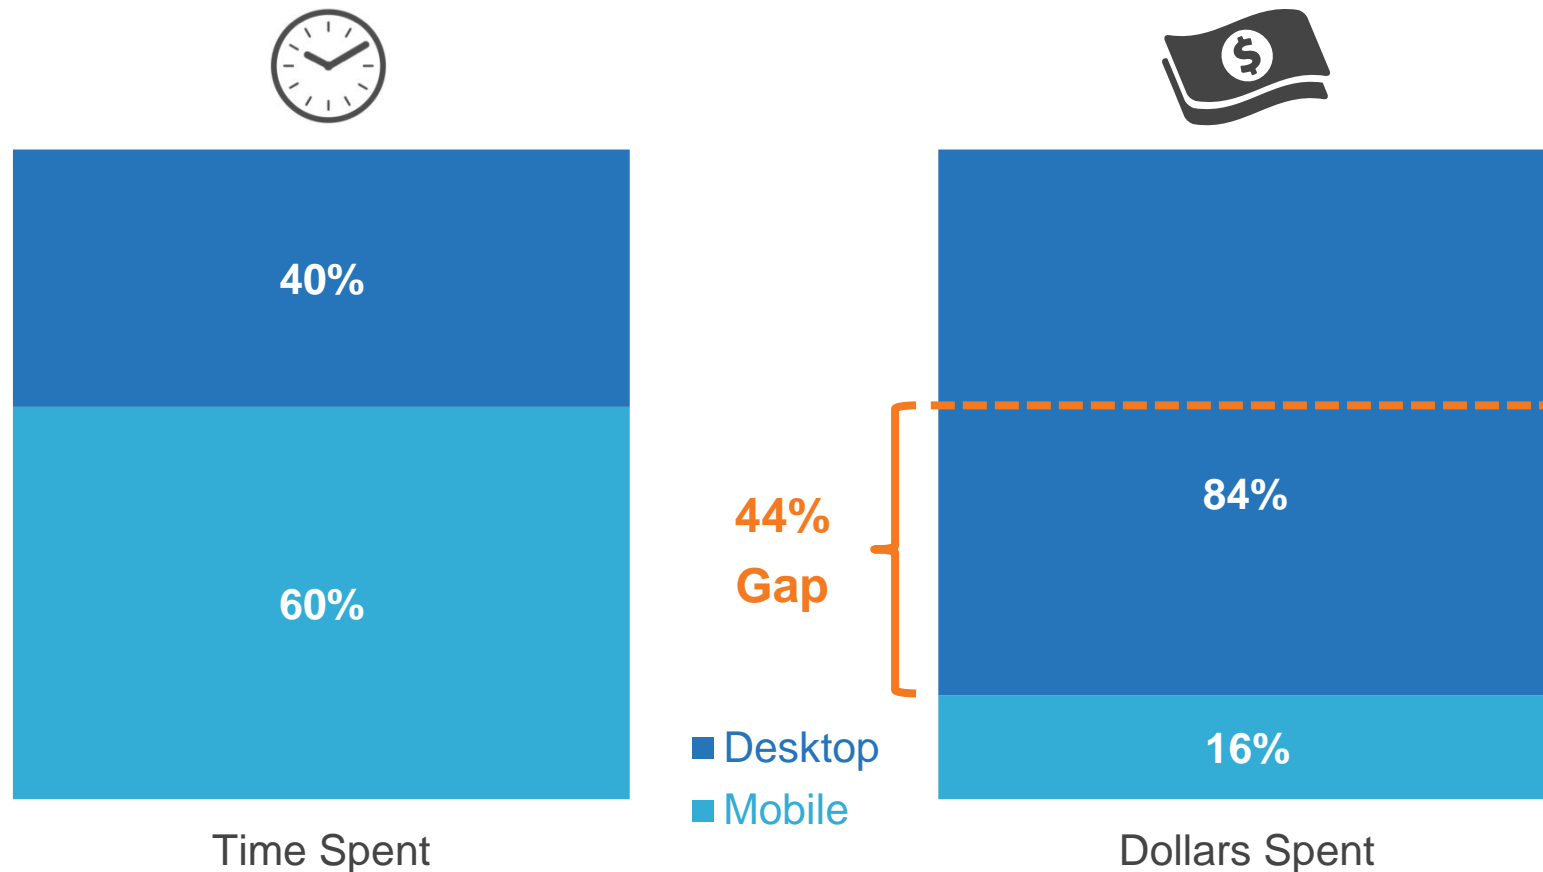 $
40%
60%
Time Spent
44%
Gap
Desktop
Mobile
84%
16%
Dollars Spent